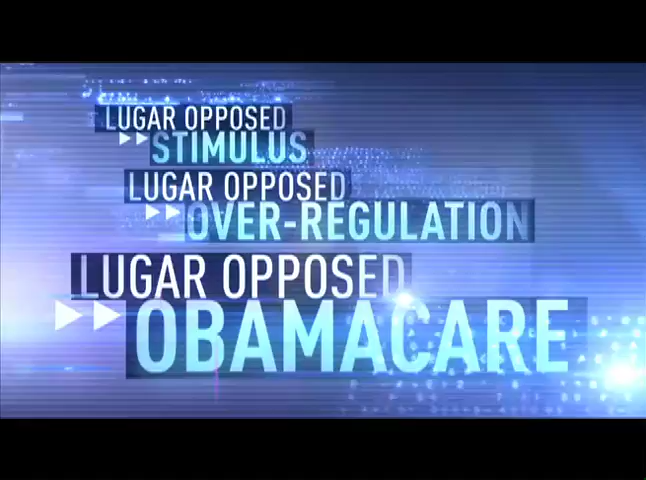 LUGAR OPPOSED
STIMULUS
LUGAR OPPOSED
OVER-REGULATION
LUGAR OPPOSED
OBAMACARE